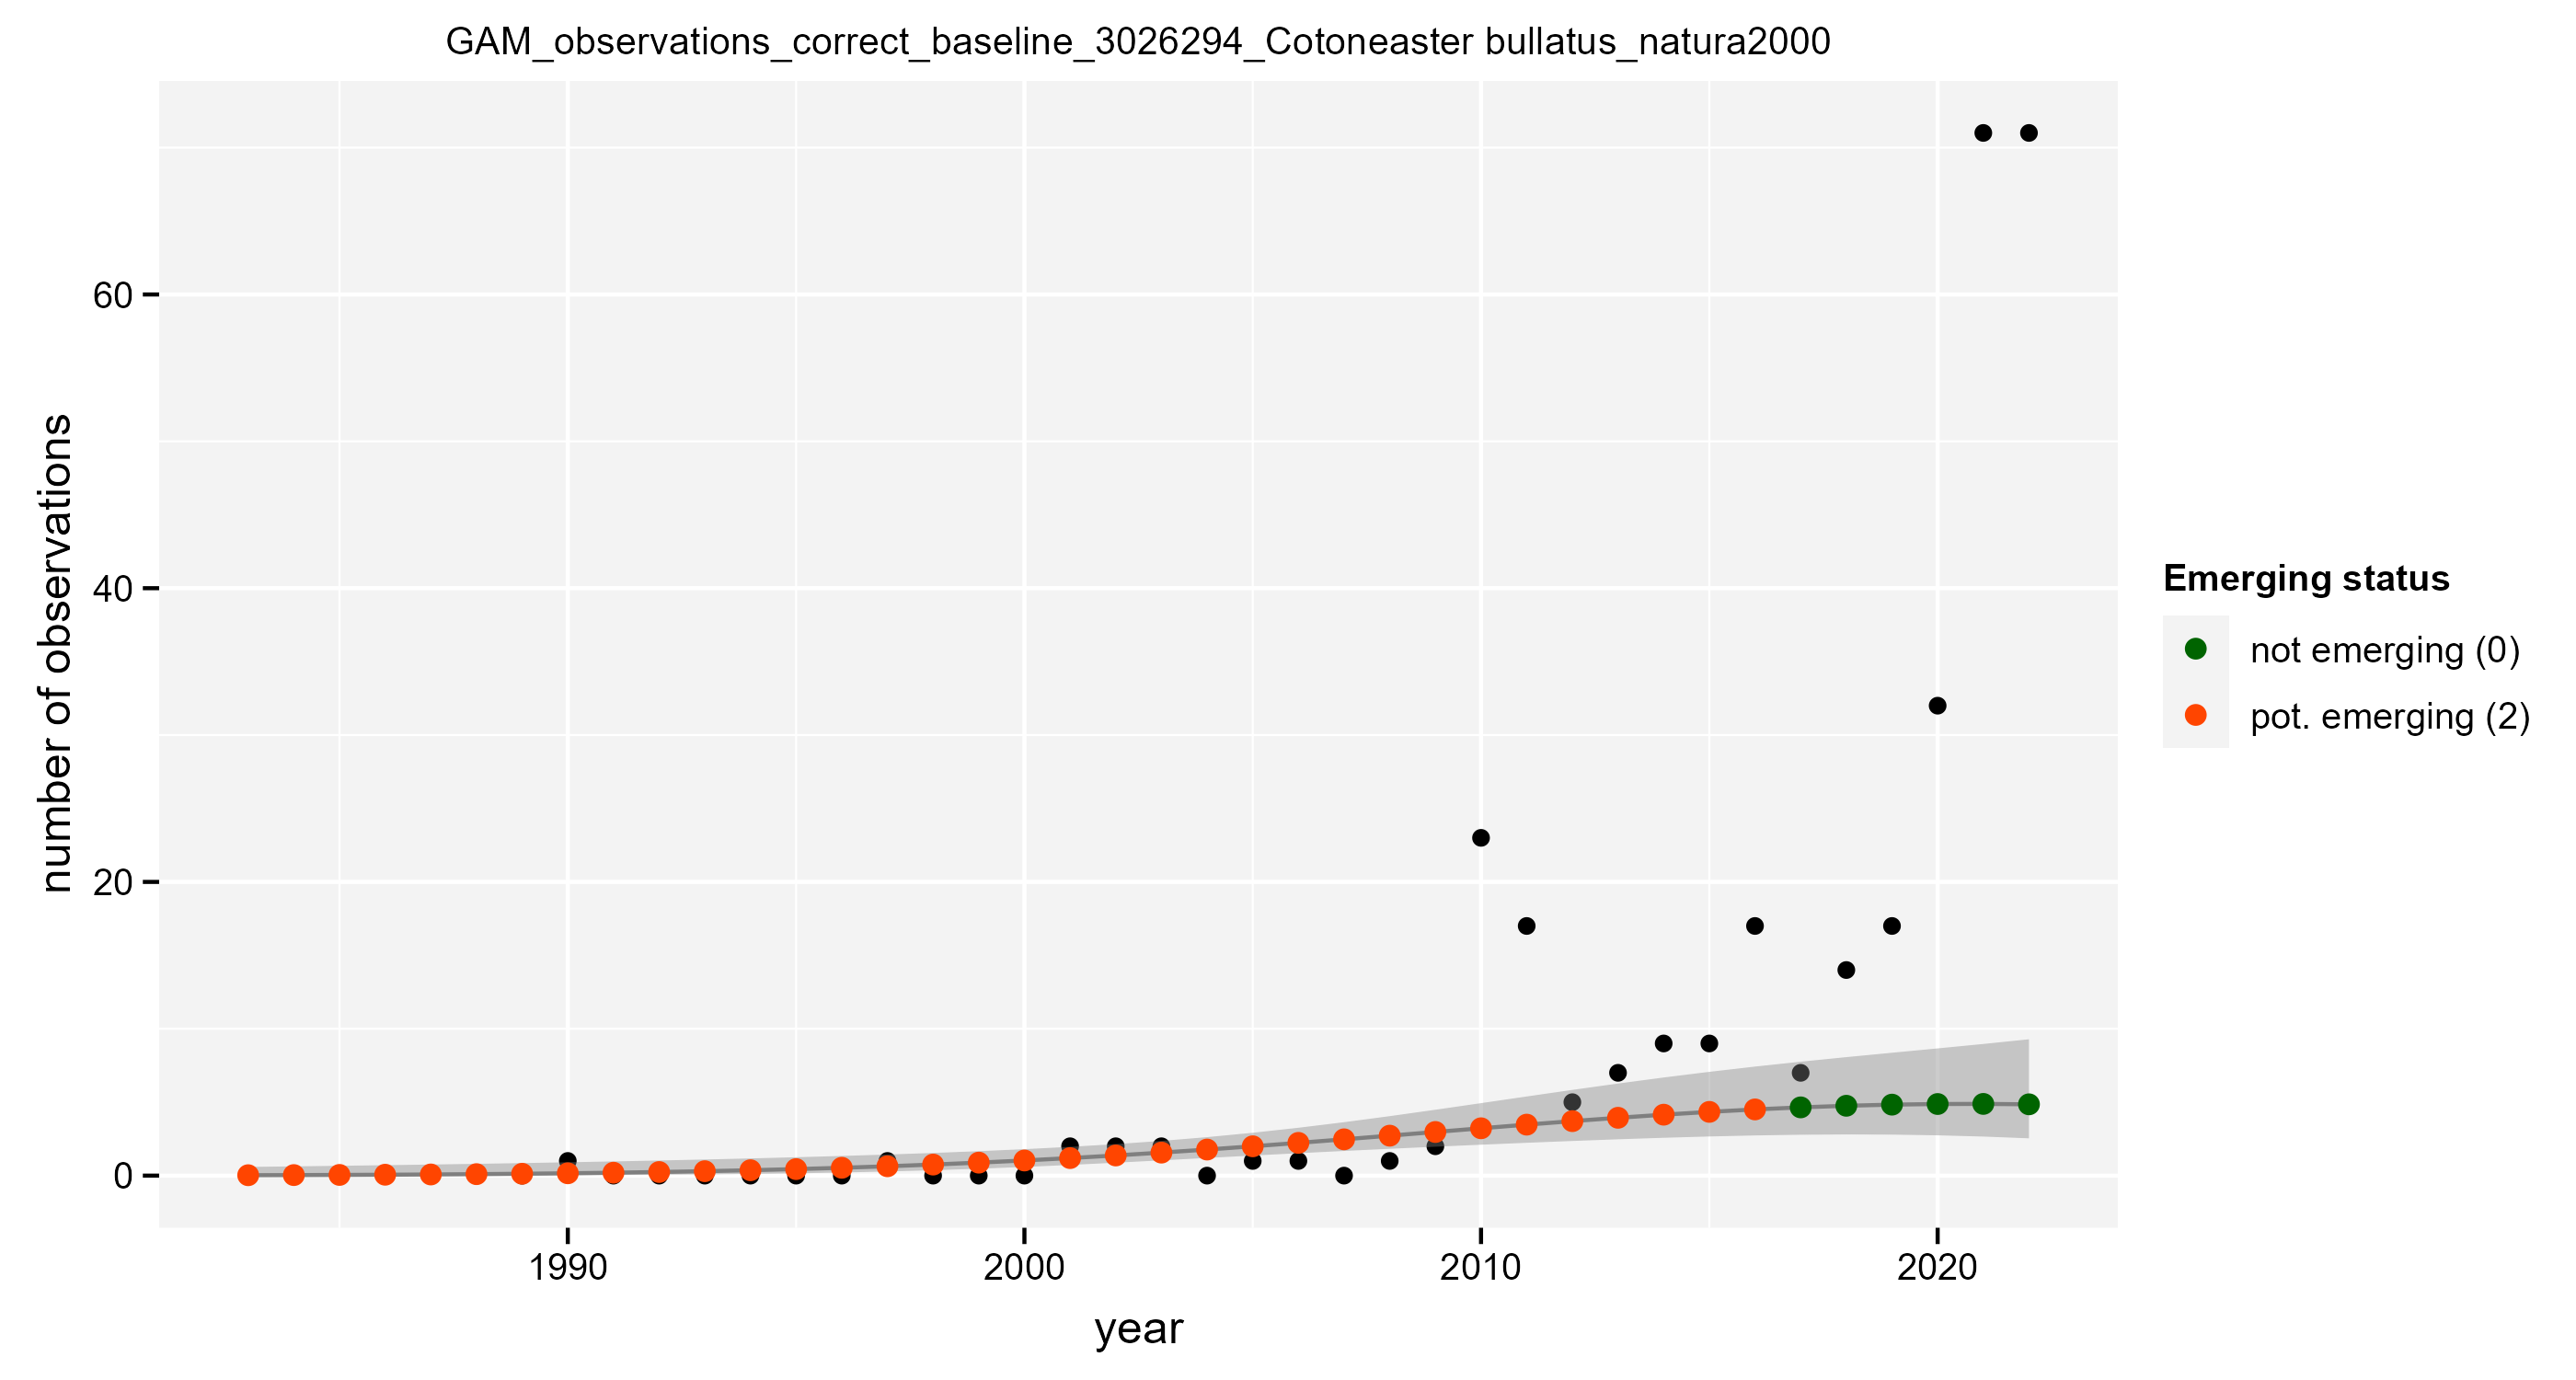 GAM_observations_correct_baseline_3026294_Cotoneaster bullatus_natura2000
number of observations
60
40
20
0
1990
2000
2010
2020
year
Emerging status
not emerging (0)
pot. emerging (2)